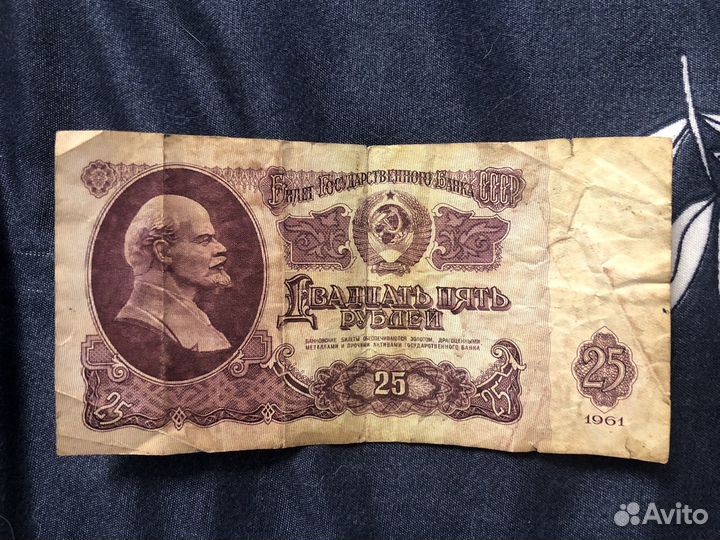 Билет Государственного Банка СССР
Двадцать пять
рублей
БАНКОВСКИЕ БИЛЕТЫ ОБЕСПЕЧИВАЮТСЯ ЗОЛОТОМ, ДРАГОЦЕННЫМИ
МЕТАЛЛАМИ И ПРОЧИМИ АКТИВАМИ ГОСУДАРСТВЕННОГО БАНКА
25
25
25
25
1961
Avito